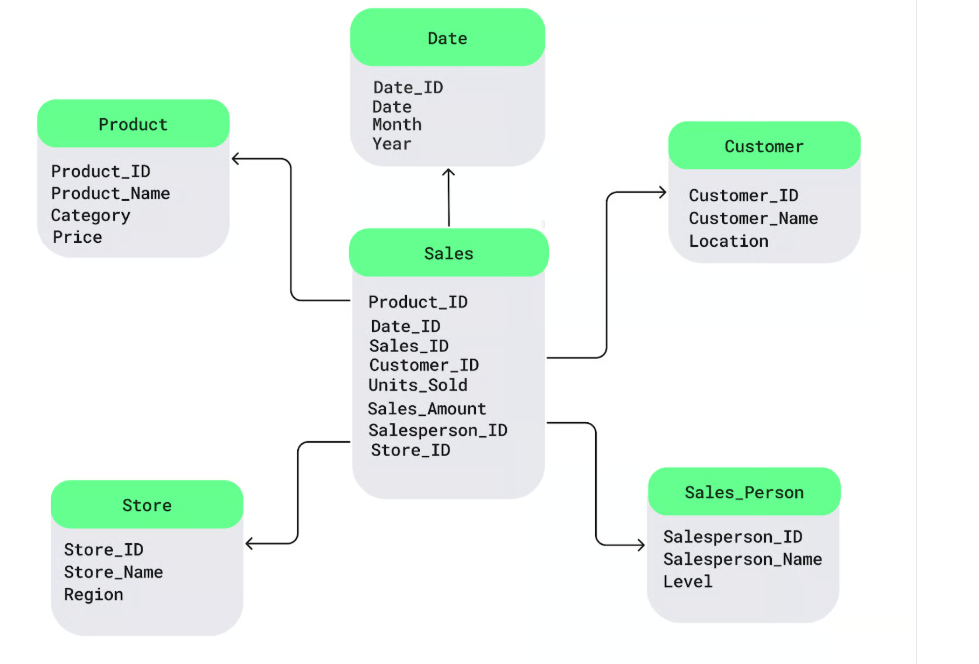 Date
Date_ID
Date
Month
Year
Product
Product_ID
Product_Name
Category
Price
Customer
Customer_ID
Customer_Name
Location
Sales
Product_ID
Date_ID
Sales_ID
Customer_ID
Units_Sold
Sales_Amount
Salesperson_ID
Store_ID
Store
Store_ID
Store_Name
Region
Sales_Person
Salesperson_ID
Salesperson_Name
Level